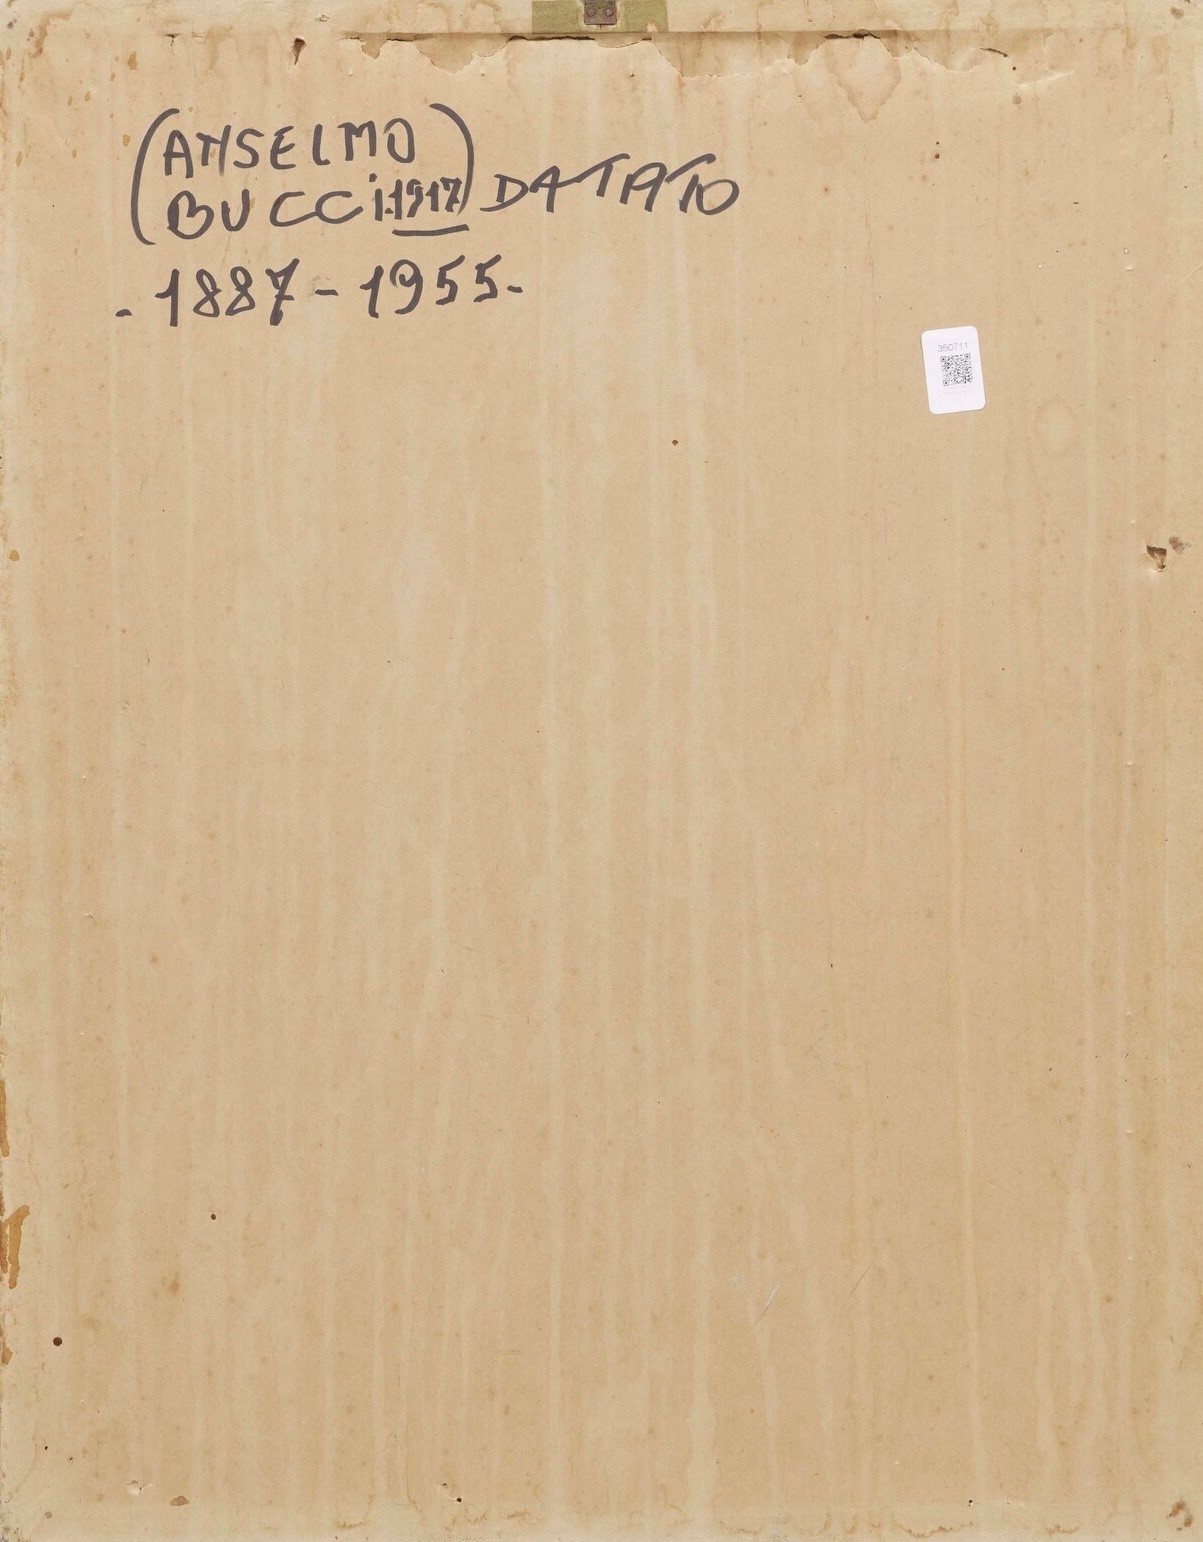 (ANSELMO
BUCCi.1917) DATATO
- 1887 - 1955 -
350711